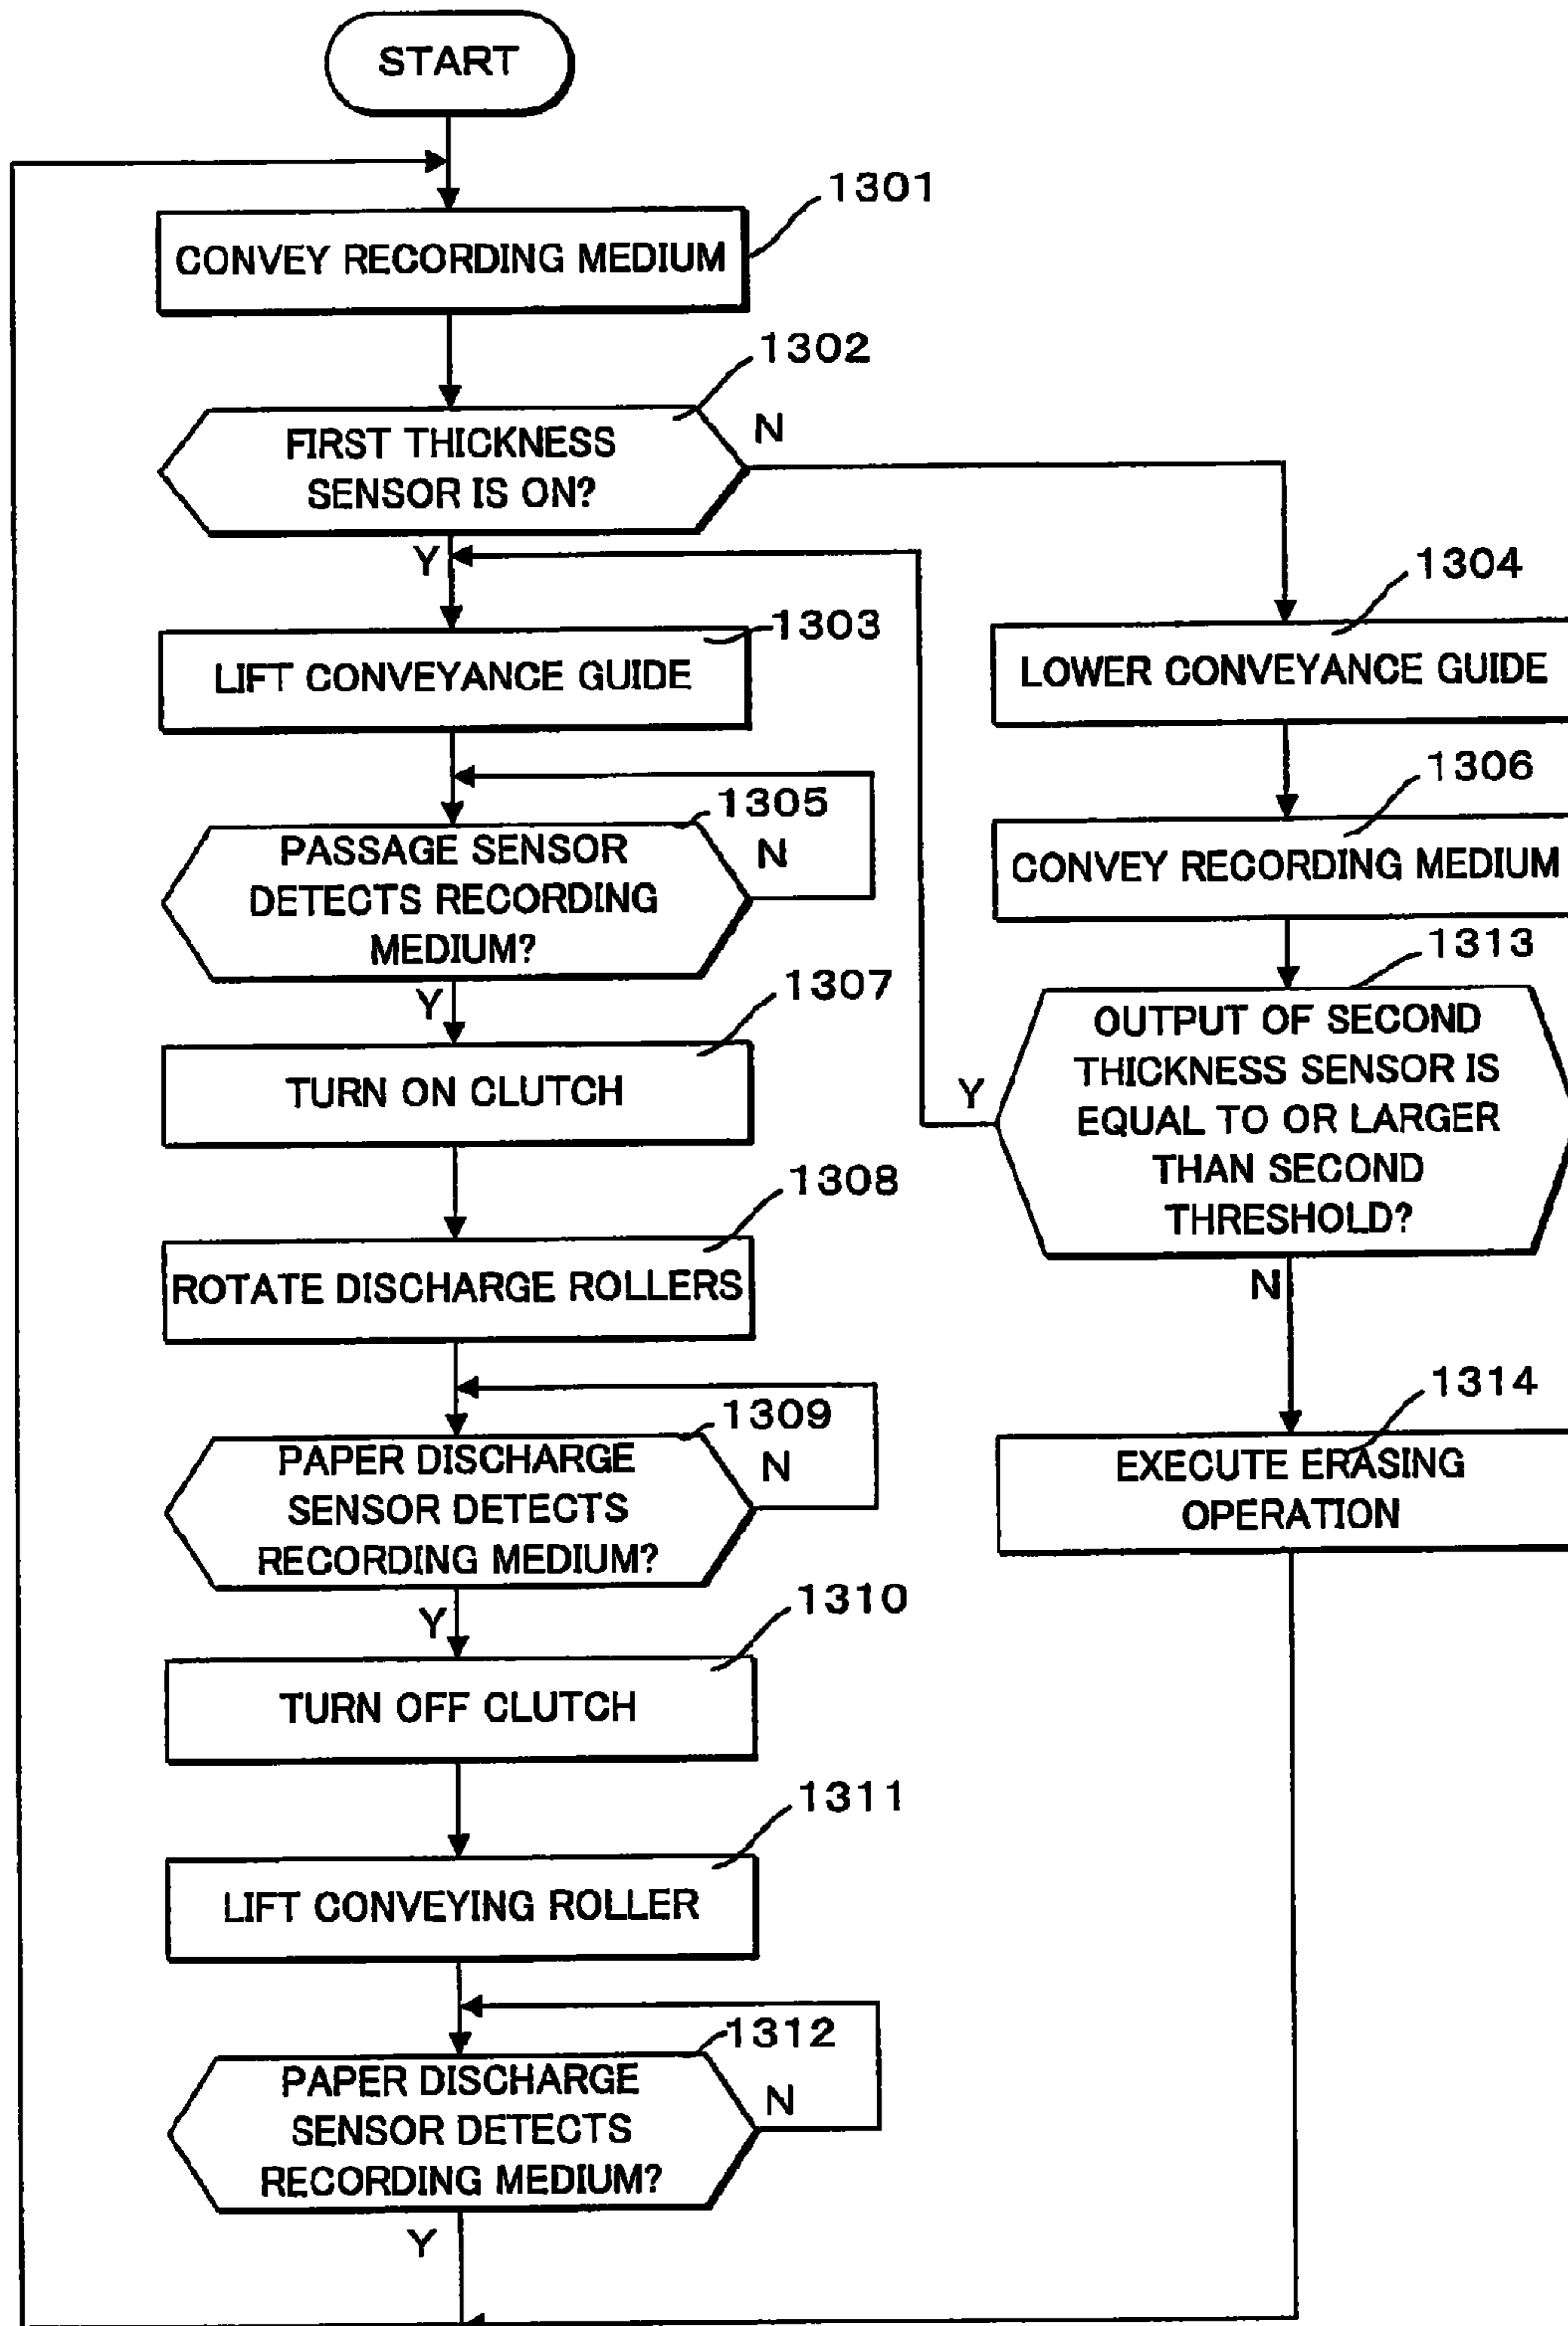 START
1301
CONVEY RECORDING MEDIUM
1302
FIRST THICKNESS
SENSOR IS ON?
N
Y
1303
LIFT CONVEYANCE GUIDE
1304
LOWER CONVEYANCE GUIDE
1305
PASSAGE SENSOR
DETECTS RECORDING
MEDIUM?
N
Y
1306
CONVEY RECORDING MEDIUM
1307
TURN ON CLUTCH
1313
OUTPUT OF SECOND
THICKNESS SENSOR IS
EQUAL TO OR LARGER
THAN SECOND
THRESHOLD?
Y
N
1308
ROTATE DISCHARGE ROLLERS
1309
PAPER DISCHARGE
SENSOR DETECTS
RECORDING MEDIUM?
N
Y
1314
EXECUTE ERASING
OPERATION
1310
TURN OFF CLUTCH
1311
LIFT CONVEYING ROLLER
1312
PAPER DISCHARGE
SENSOR DETECTS
RECORDING MEDIUM?
N
Y